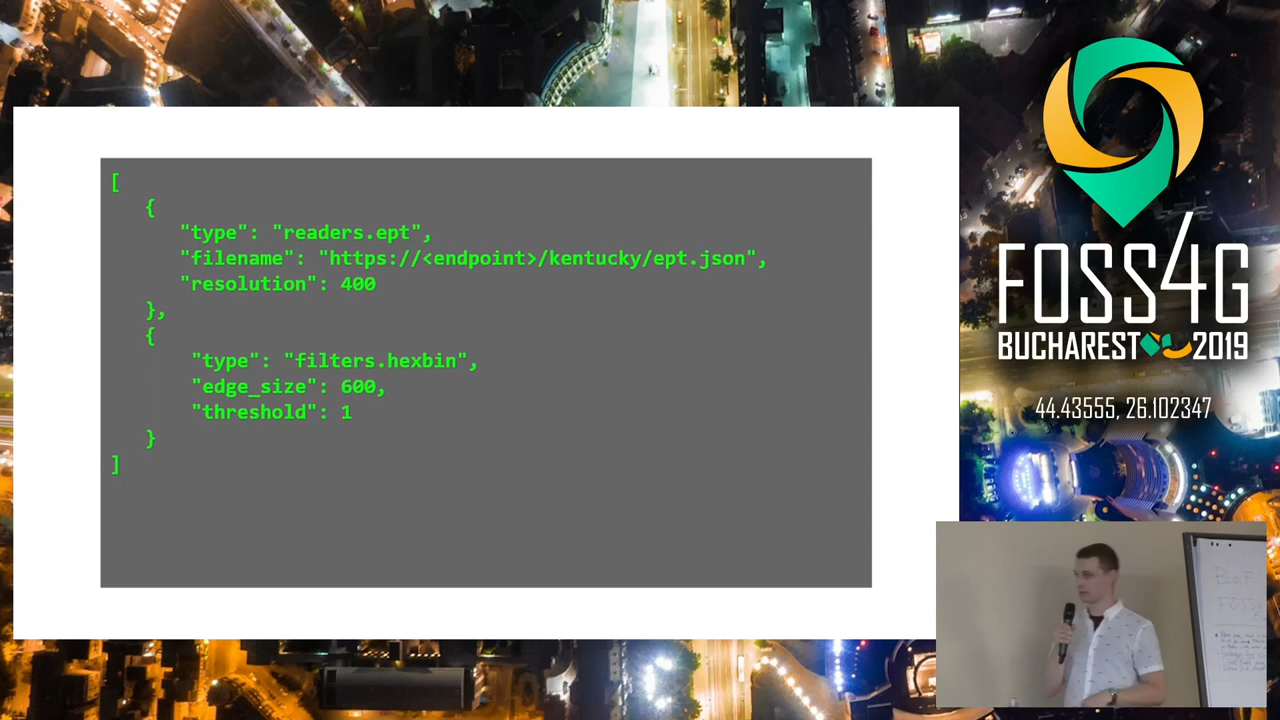 [
{
"type": "readers.ept",
"filename": "https://<endpoint>/kentucky/ept.json",
"resolution": 400
},
{
"type": "filters.hexbin",
"edge_size": 600,
"threshold": 1
}
]
FOSS4G
BUCHAREST 2019
44.43555, 26.102347
BoF